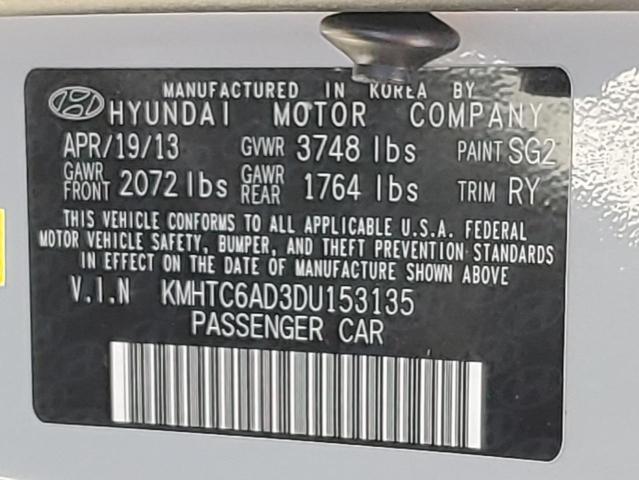 MANUFACTURED IN KOREA BY
HYUNDAI MOTOR COMPANY
APR/19/13 GVWR 3748 lbs PAINT SG2
GAWR FRONT 2072 lbs GAWR REAR 1764 lbs TRIM RY
THIS VEHICLE CONFORMS TO ALL APPLICABLE U.S.A. FEDERAL
MOTOR VEHICLE SAFETY, BUMPER, AND THEFT PREVENTION STANDARDS
IN EFFECT ON THE DATE OF MANUFACTURE SHOWN ABOVE
V.I.N KMHTC6AD3DU153135
PASSENGER CAR